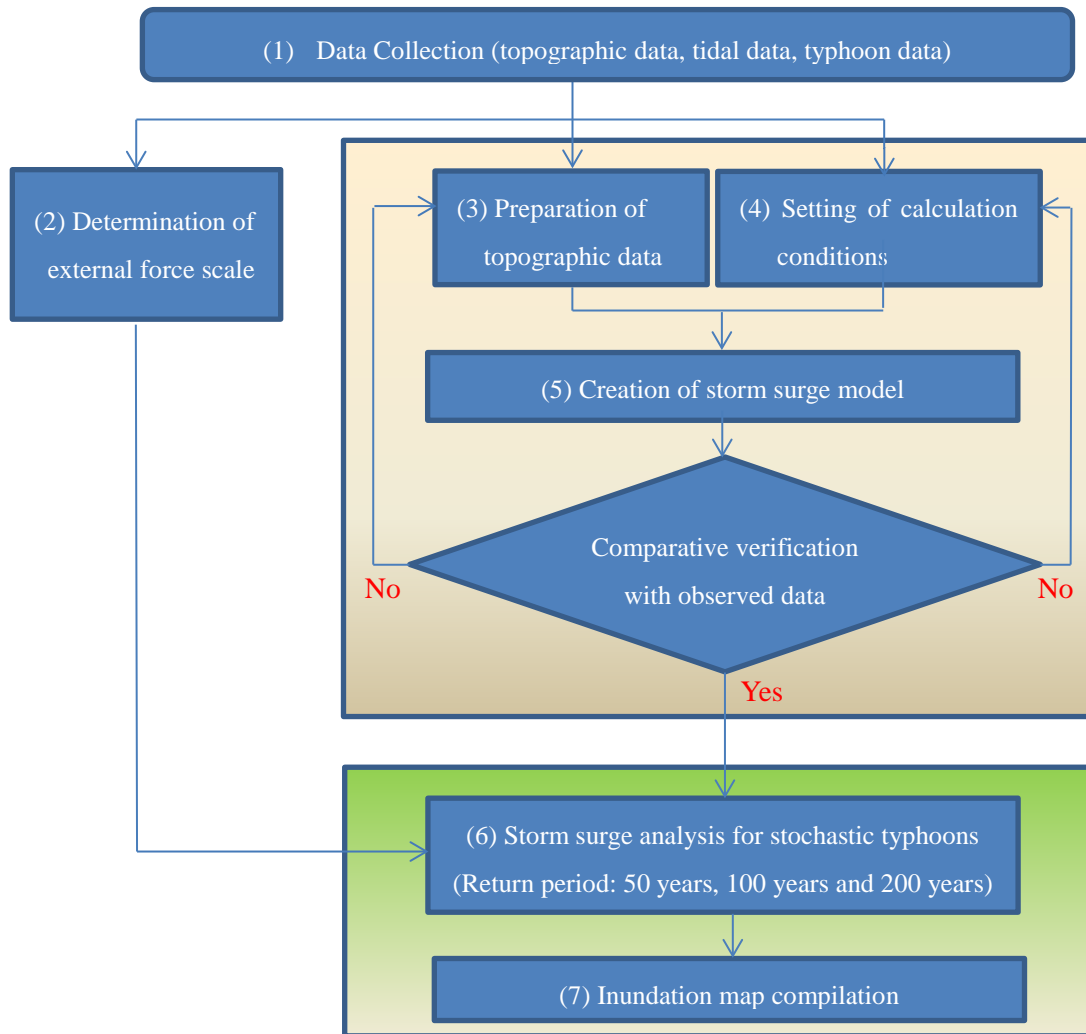 (1) Data Collection (topographic data, tidal data, typhoon data)
(2) Determination of
external force scale
(3) Preparation of
topographic data
(4) Setting of calculation
conditions
(5) Creation of storm surge model
Comparative verification
with observed data
No
No
Yes
(6) Storm surge analysis for stochastic typhoons
(Return period: 50 years, 100 years and 200 years)
(7) Inundation map compilation